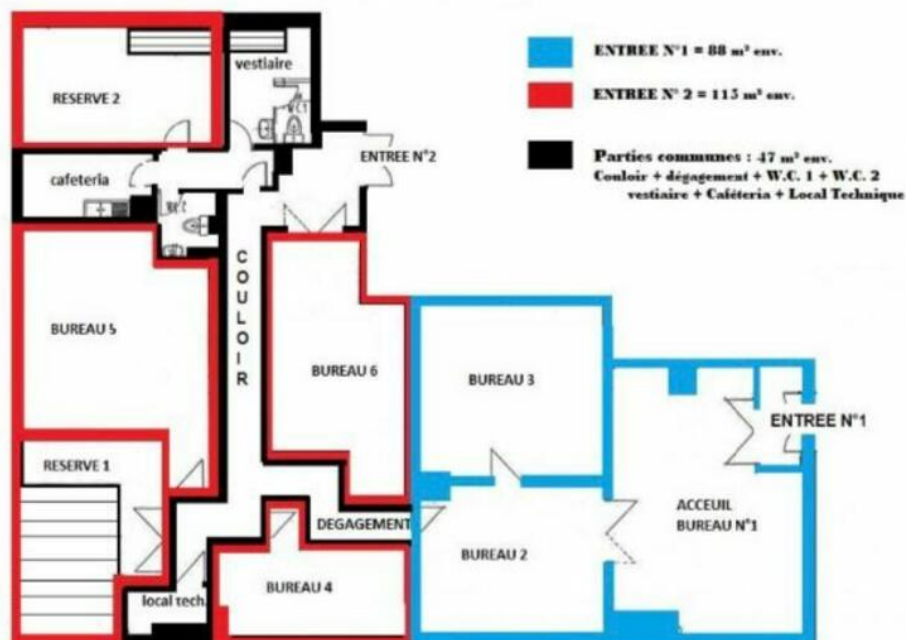 ENTREE N°1 = 88 m² env.
ENTREE N° 2 = 115 m² env.
Parties communes : 47 m² env.
Couloir + dégagement + W.C. 1 + W.C. 2
vestiaire + Caféteria + Local Technique
vestiaire
RESERVE 2
W.C 1
ENTREE N°2
cafeteria
W.C
COULOIR
BUREAU 5
BUREAU 6
BUREAU 3
ENTREE N°1
RESERVE 1
ACCEUIL
BUREAU N°1
DEGAGEMENT
BUREAU 2
BUREAU 4
local tech.